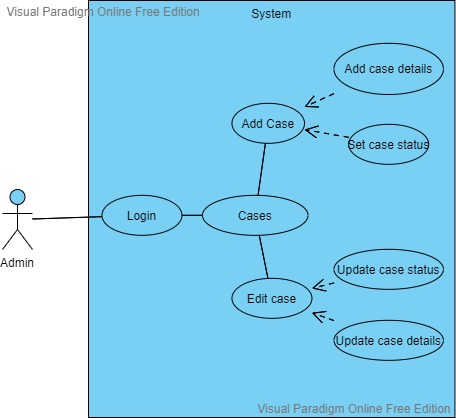 Visual Paradigm Online Free Edition
System
Add case details
Add Case
Set case status
Login
Cases
Admin
Update case status
Edit case
Update case details
Visual Paradigm Online Free Edition